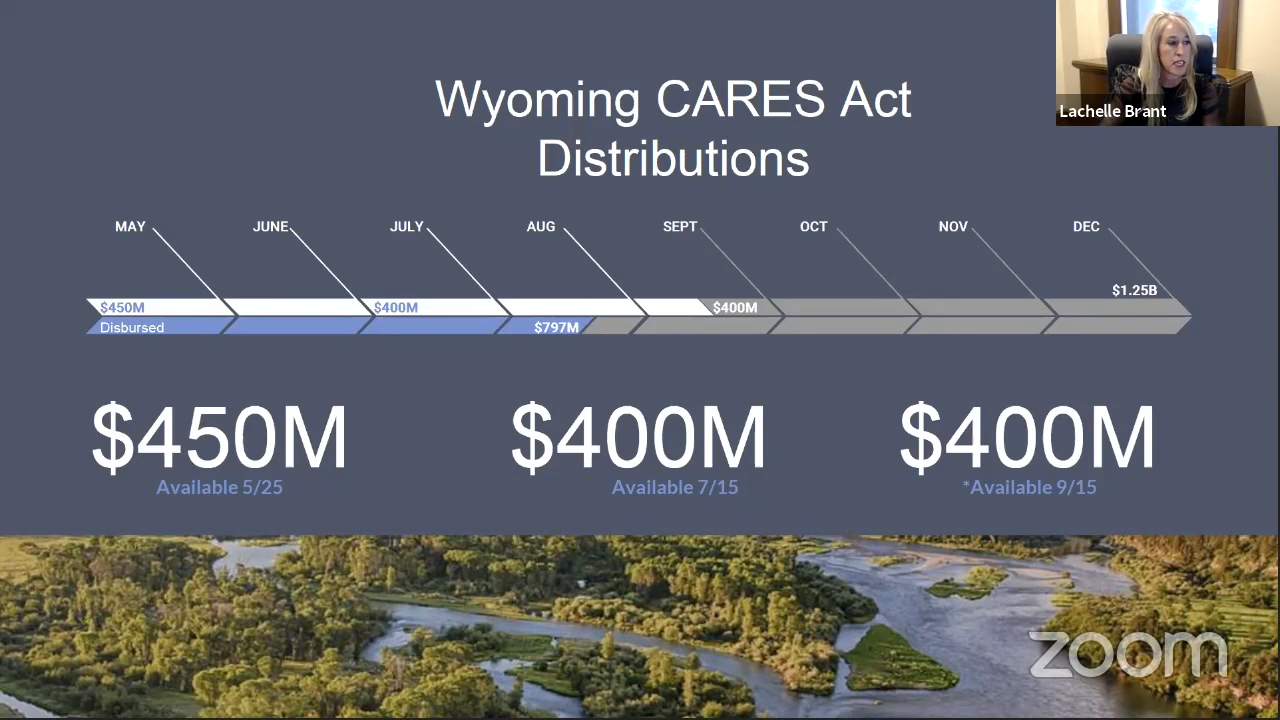 Lachelle Brant
Wyoming CARES Act
Distributions
MAY JUNE JULY AUG SEPT OCT NOV DEC
$1.25B
$450M $400M $400M
Disbursed $797M
$450M $400M $400M
Available 5/25 Available 7/15 *Available 9/15
zoom